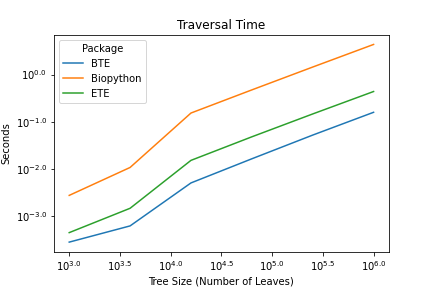 Traversal Time
Package
BTE
Biopython
ETE
Seconds
10^0.0
10^-1.0
10^-2.0
10^-3.0
10^3.0 10^3.5 10^4.0 10^4.5 10^5.0 10^5.5 10^6.0
Tree Size (Number of Leaves)